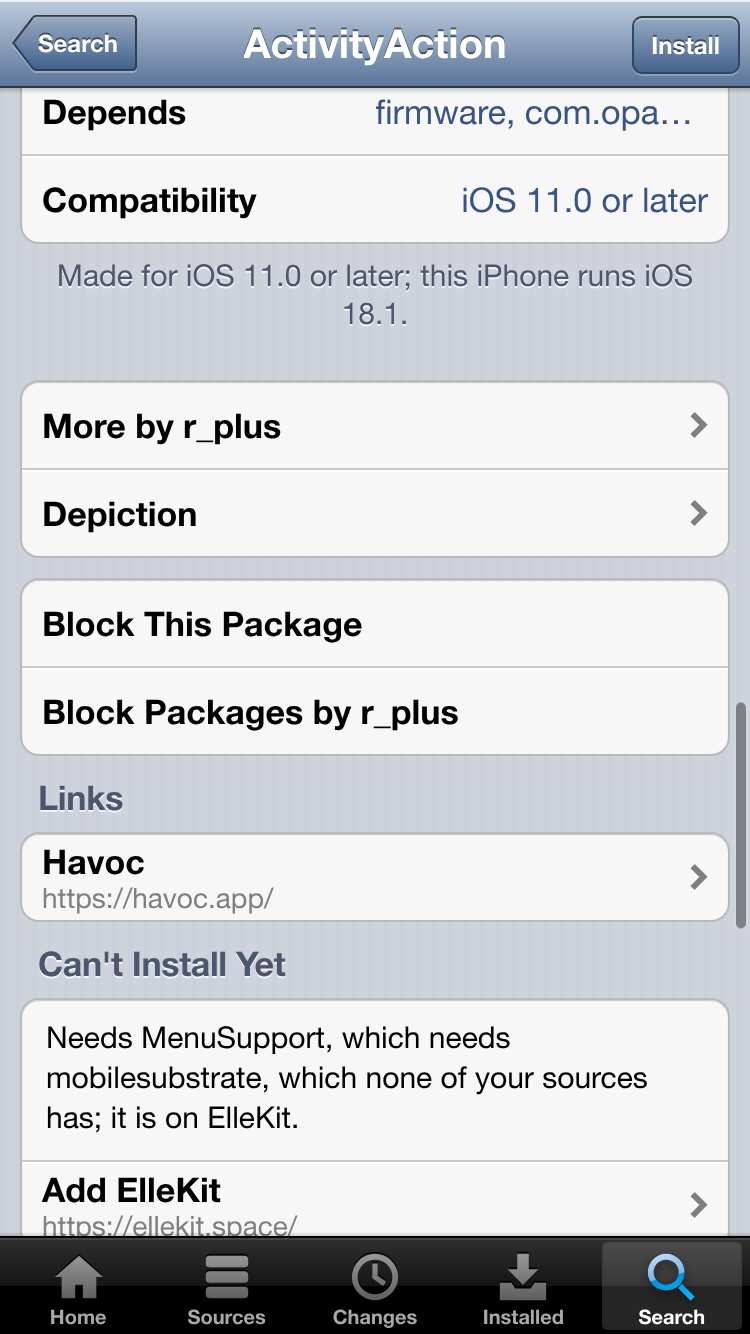 Search
ActivityAction
Install
Depends
firmware, com.opa...
Compatibility
iOS 11.0 or later
Made for iOS 11.0 or later; this iPhone runs iOS
18.1.
More by r_plus
Depiction
Block This Package
Block Packages by r_plus
Links
Havoc
https://havoc.app/
Can't Install Yet
Needs MenuSupport, which needs
mobilesubstrate, which none of your sources
has; it is on ElleKit.
Add ElleKit
https://ellekit.space/
Home
Sources
Changes
Installed
Search